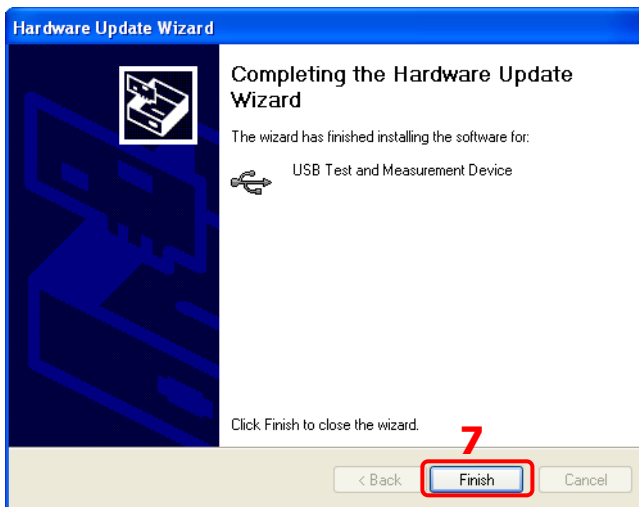 Hardware Update Wizard
Completing the Hardware Update
Wizard
The wizard has finished installing the software for:
USB Test and Measurement Device
Click Finish to close the wizard.
7
< Back Finish Cancel